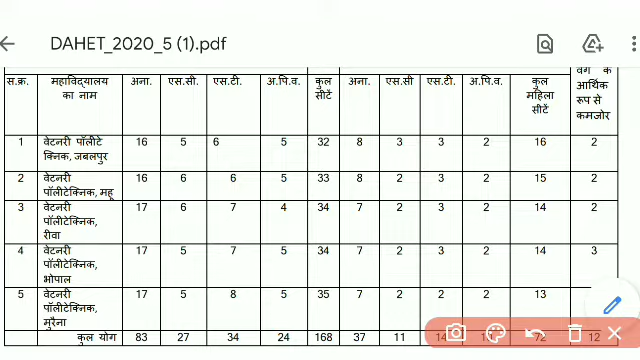 DAHET_2020_5 (1).pdf
वर्ग क
स.क्र. महाविद्यालय अना. एस.सी. एस.टी. अ.पि.व. कुल अना. एस.सी एस.टी. अ.पि.व. कुल आर्थिक
का नाम सीटें महिला रूप से
सीटें कमजोर
1 वेटनरी पॉलीटे 16 5 6 5 32 8 3 3 2 16 2
क्निक, जबलपुर
2 वेटनरी 16 6 6 5 33 8 2 3 2 15 2
पॉलीटेक्निक, महू
3 वेटनरी 17 6 7 4 34 7 2 3 2 14 2
पॉलीटेक्निक,
रीवा
4 वेटनरी 17 5 7 5 34 7 2 3 2 14 3
पॉलीटेक्निक,
भोपाल
5 वेटनरी 17 5 8 5 35 7 2 2 2 13
पॉलीटेक्निक,
मुरैना
कुल योग 83 27 34 24 168 37 11 14 72 12